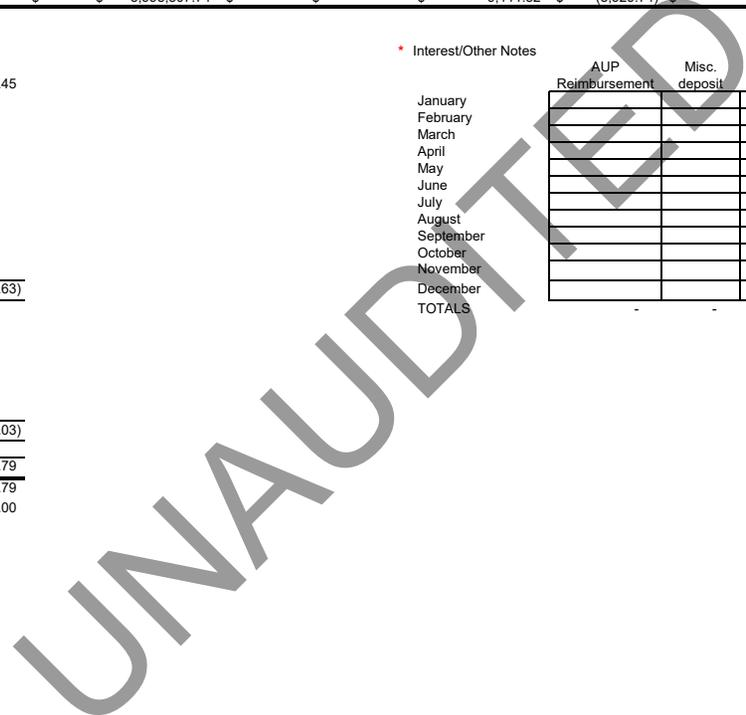 * Interest/Other Notes
AUP Misc.
Reimbursement deposit
.45
January
February
March
April
May
June
July
August
September
October
November
December
TOTALS - -
.63)
.03)
.79
.79
.00
UNAUDITED